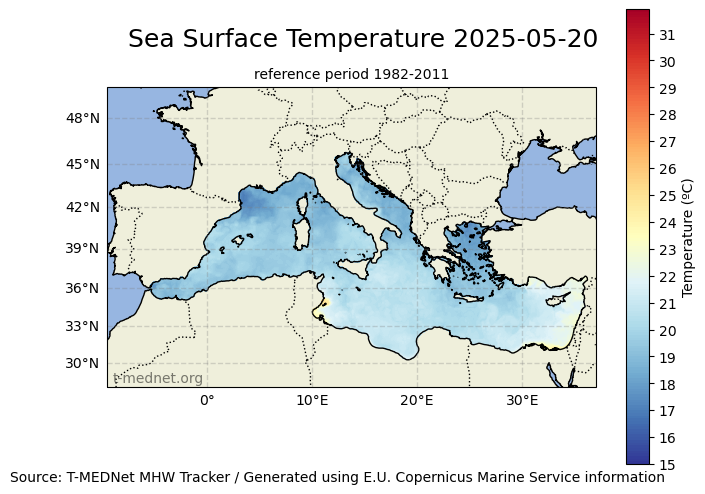 Sea Surface Temperature 2025-05-20
reference period 1982-2011
48°N
45°N
42°N
39°N
36°N
33°N
30°N
t-mednet.org
0°
10°E
20°E
30°E
31
30
29
28
27
26
25
24
23
22
21
20
19
18
17
16
15
Temperature (ºC)
Source: T-MEDNet MHW Tracker / Generated using E.U. Copernicus Marine Service information